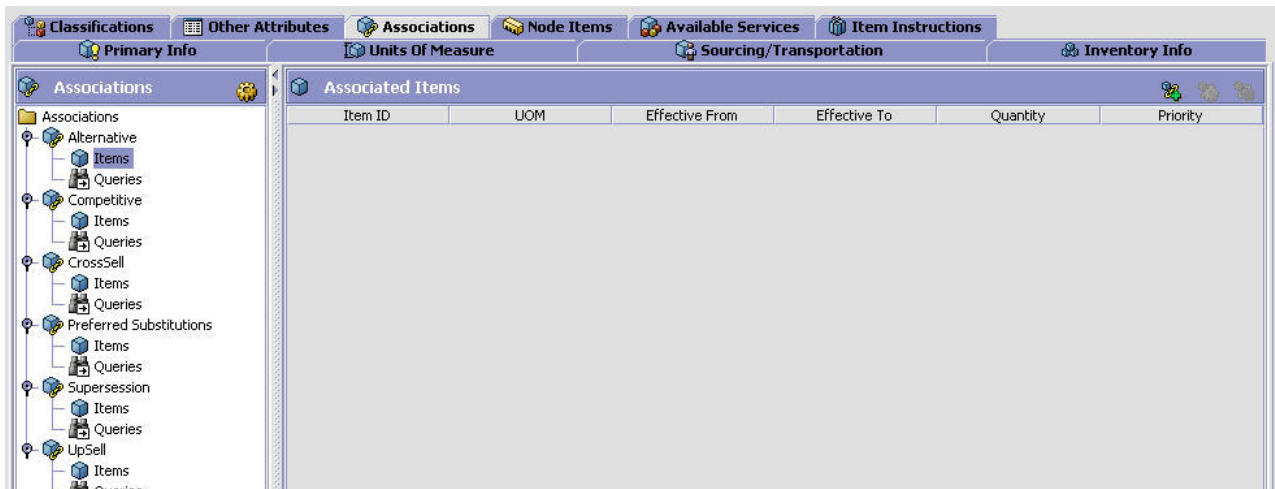 Classifications Other Attributes Associations Node Items Available Services Item Instructions
Primary Info Units Of Measure Sourcing/Transportation Inventory Info
Associations
Associations
Alternative
Items
Queries
Competitive
Items
Queries
CrossSell
Items
Queries
Preferred Substitutions
Items
Queries
Supersession
Items
Queries
UpSell
Items
Associated Items
Item ID UOM Effective From Effective To Quantity Priority